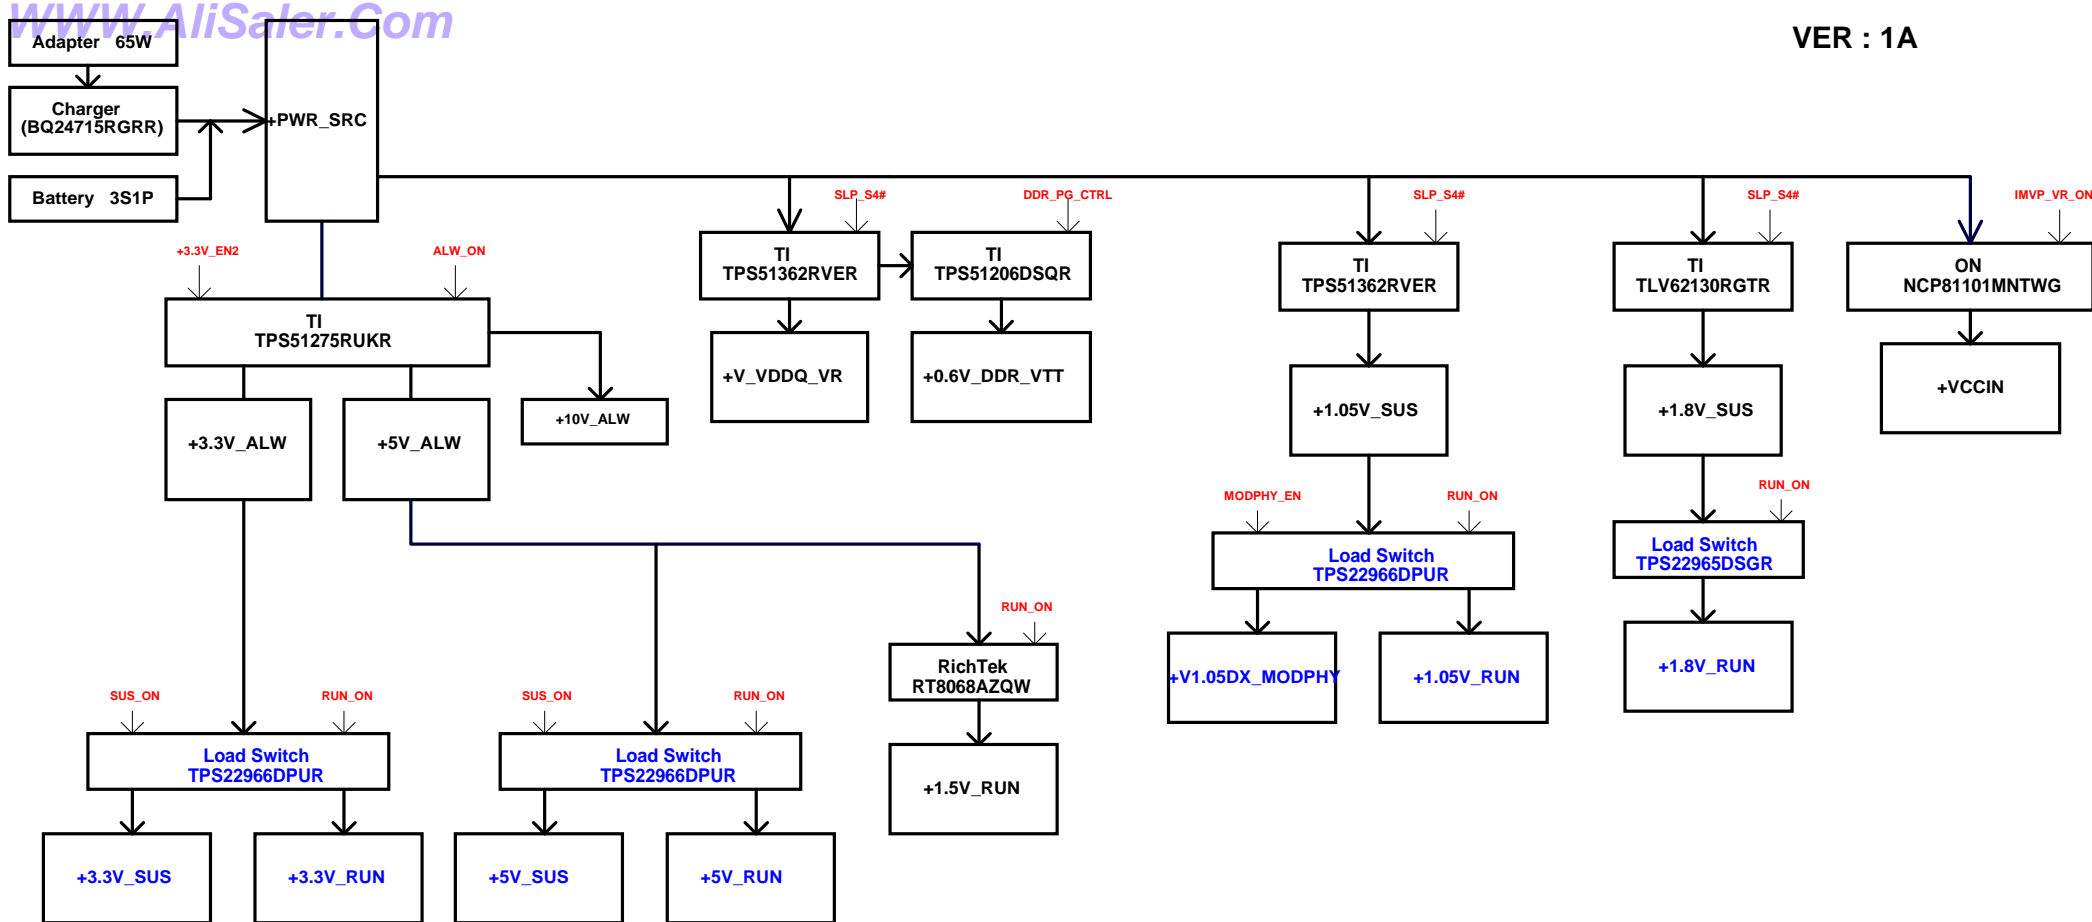 WWW.AliSaler.Com
VER : 1A
Adapter 65W
Charger
(BQ24715RGRR)
+PWR_SRC
Battery 3S1P
SLP_S4#
DDR_PG_CTRL
SLP_S4#
SLP_S4#
IMVP_VR_ON
+3.3V_EN2
ALW_ON
TI
TPS51362RVER
TI
TPS51206DSQR
TI
TPS51362RVER
TI
TLV62130RGTR
ON
NCP81101MNTWG
TI
TPS51275RUKR
+V_VDDQ_VR
+0.6V_DDR_VTT
+1.05V_SUS
+1.8V_SUS
+VCCIN
+3.3V_ALW
+5V_ALW
+10V_ALW
MODPHY_EN
RUN_ON
RUN_ON
Load Switch
TPS22966DPUR
Load Switch
TPS22965DSGR
RUN_ON
RichTek
RT8068AZQW
+V1.05DX_MODPHY
+1.05V_RUN
+1.8V_RUN
SUS_ON
RUN_ON
SUS_ON
RUN_ON
Load Switch
TPS22966DPUR
Load Switch
TPS22966DPUR
+1.5V_RUN
+3.3V_SUS
+3.3V_RUN
+5V_SUS
+5V_RUN